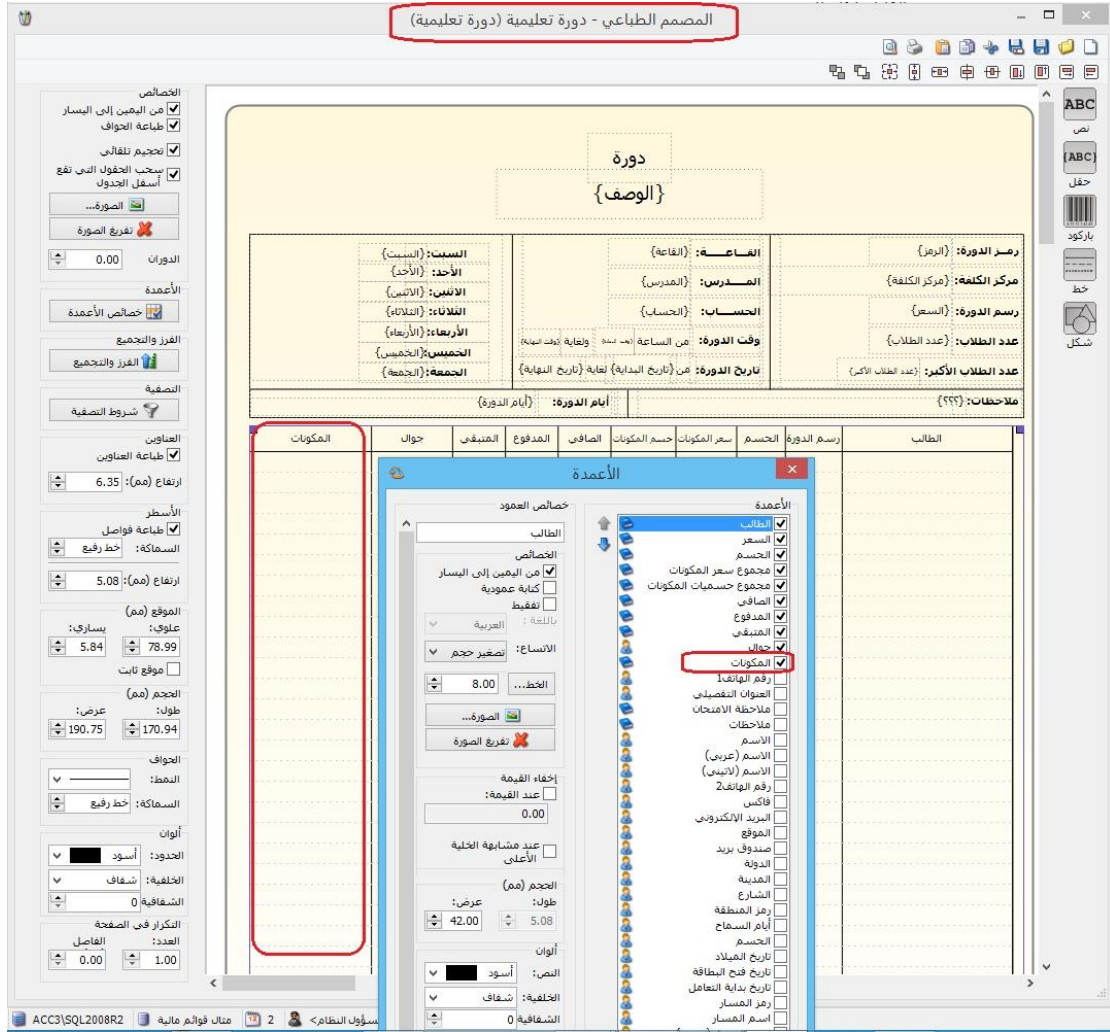 المصمم الطباعي - دورة تعليمية (دورة تعليمية)
ABC
نص
{ABC}
حقل
باركود
خط
شكل
دورة
{الوصف}
رمـز الدورة: {الرمز}
مركز الكلفة: {مركز الكلفة}
رسم الدورة: {السعر}
عدد الطلاب: {عدد الطلاب}
عدد الطلاب الأكبر: {عدد الطلاب الأكبر}
القــاعــــة: {القاعة}
المــــدرس: {المدرس}
الحســـاب: {الحساب}
وقت الدورة: من الساعة ولغاية {وقت النهاية}
تاريخ الدورة: من {تاريخ البداية} لغاية {تاريخ النهاية}
السبت: {السبت}
الأحد: {الأحد}
الاثنين: {الاثنين}
الثلاثاء: {الثلاثاء}
الأربعاء: {الأربعاء}
الخميس: {الخميس}
الجمعة: {الجمعة}
ملاحظات: {؟؟؟}
أيام الدورة: {أيام الدورة}
الطالب رسم الدورة الحسم سعر المكونات حسم المكونات الصافي المدفوع المتبقي جوال المكونات
الأعمدة
الأعمدة
الطالب
السعر
الحسم
مجموع سعر المكونات
مجموع حسميات المكونات
الصافي
المدفوع
المتبقي
جوال
المكونات
رقم الهاتف1
العنوان التفصيلي
ملاحظة الامتحان
ملاحظات
الاسم
الاسم (عربي)
الاسم (لاتيني)
رقم الهاتف2
فاكس
البريد الإلكتروني
الموقع
صندوق بريد
الدولة
المدينة
الشارع
رمز المنطقة
أيام السماح
الحسم
تاريخ الميلاد
تاريخ فتح البطاقة
تاريخ بداية التعامل
رمز المسار
اسم المسار
خصائص العمود
الطالب
الخصائص
من اليمين إلى اليسار
كتابة عمودية
تفقيط
باللغة : العربية
الاتساع: تصغير حجم
الخط... 8.00
الصورة...
تفريغ الصورة
إخفاء القيمة
عند القيمة:
0.00
عند مشابهة الخلية الأعلى
الحجم (مم)
طول: عرض:
5.08 42.00
ألوان
النص: أسود
الخلفية: شفاف
الشفافية 0
الخصائص
من اليمين إلى اليسار
طباعة الحواف
تحجيم تلقائي
سحب الحقول التي تقع
أسفل الجدول
الصورة...
تفريغ الصورة
الدوران 0.00
الأعمدة
خصائص الأعمدة
الفرز والتجميع
الفرز والتجميع
التصفية
شروط التصفية
العناوين
طباعة العناوين
ارتفاع (مم): 6.35
الأسطر
طباعة فواصل
السماكة: خط رفيع
ارتفاع (مم): 5.08
الموقع (مم)
علوي: يساري:
78.99 5.84
موقع ثابت
الحجم (مم)
طول: عرض:
170.94 190.75
الحواف
النمط:
السماكة: خط رفيع
ألوان
الحدود: أسود
الخلفية: شفاف
الشفافية 0
التكرار في الصفحة
العدد: الفاصل
1.00 0.00
ACC3\SQL2008R2 مثال قوائم مالية 2 سؤول النظام>